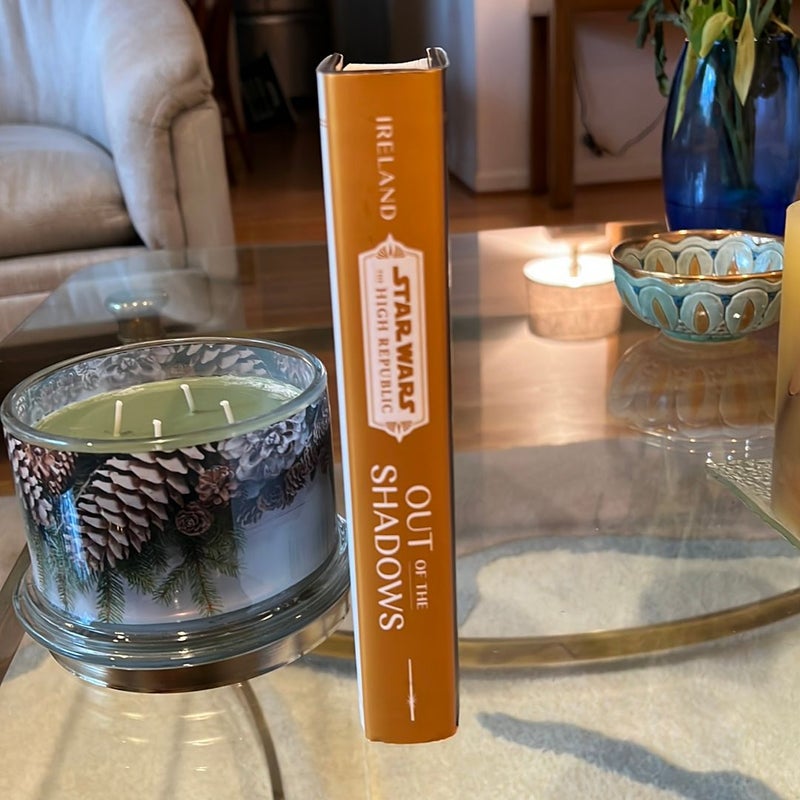 IRELAND
STAR WARS
THE HIGH REPUBLIC
OUT OF THE
SHADOWS